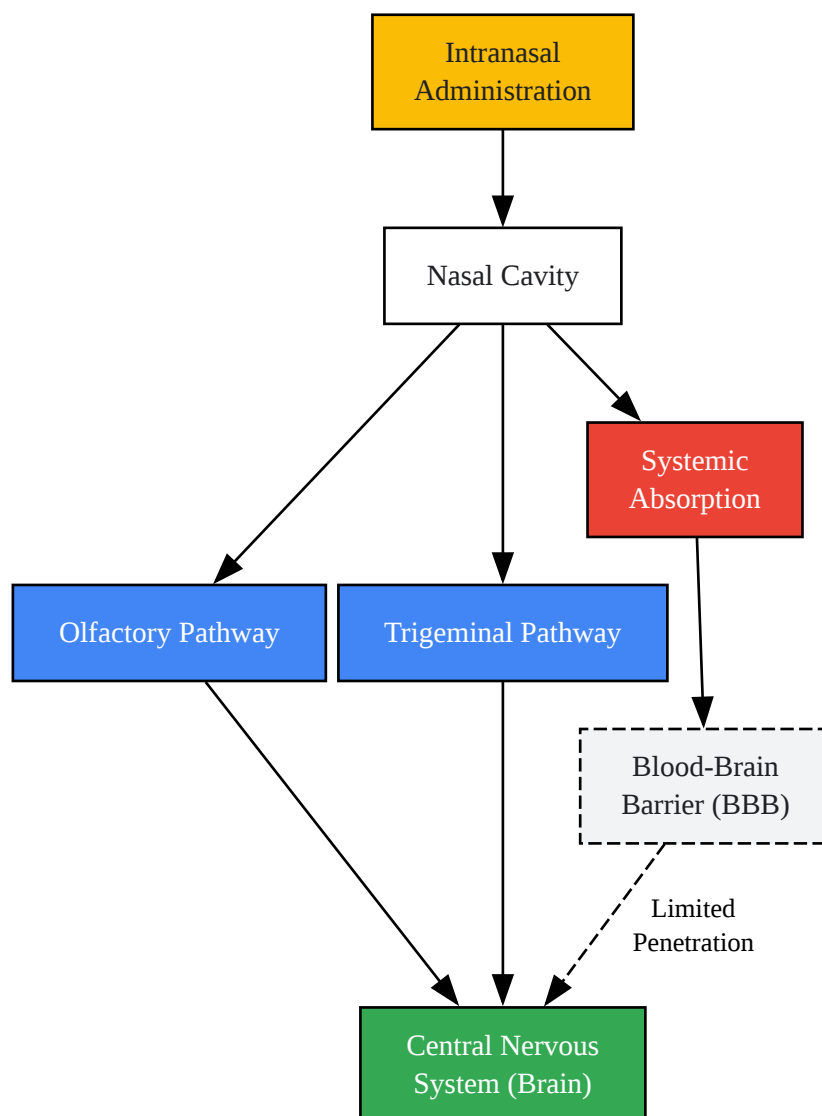 Intranasal
Administration
Nasal Cavity
Systemic
Absorption
Olfactory Pathway
Trigeminal Pathway
Blood-Brain
Barrier (BBB)
Limited
Penetration
Central Nervous
System (Brain)